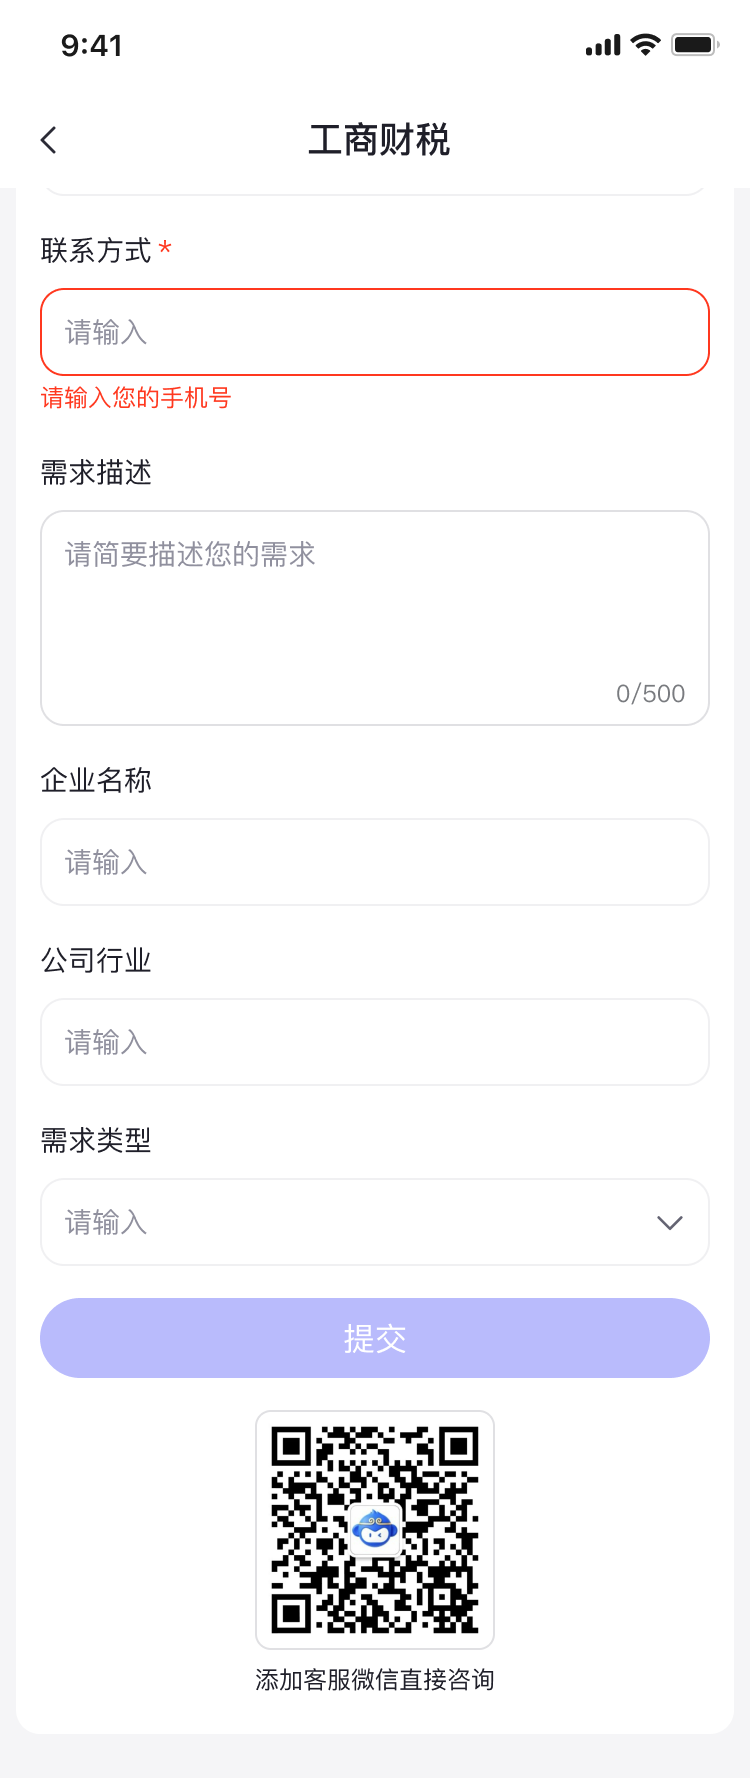 9:41
工商财税
联系方式 *
请输入
请输入您的手机号
需求描述
请简要描述您的需求
0/500
企业名称
请输入
公司行业
请输入
需求类型
请输入
提交
添加客服微信直接咨询